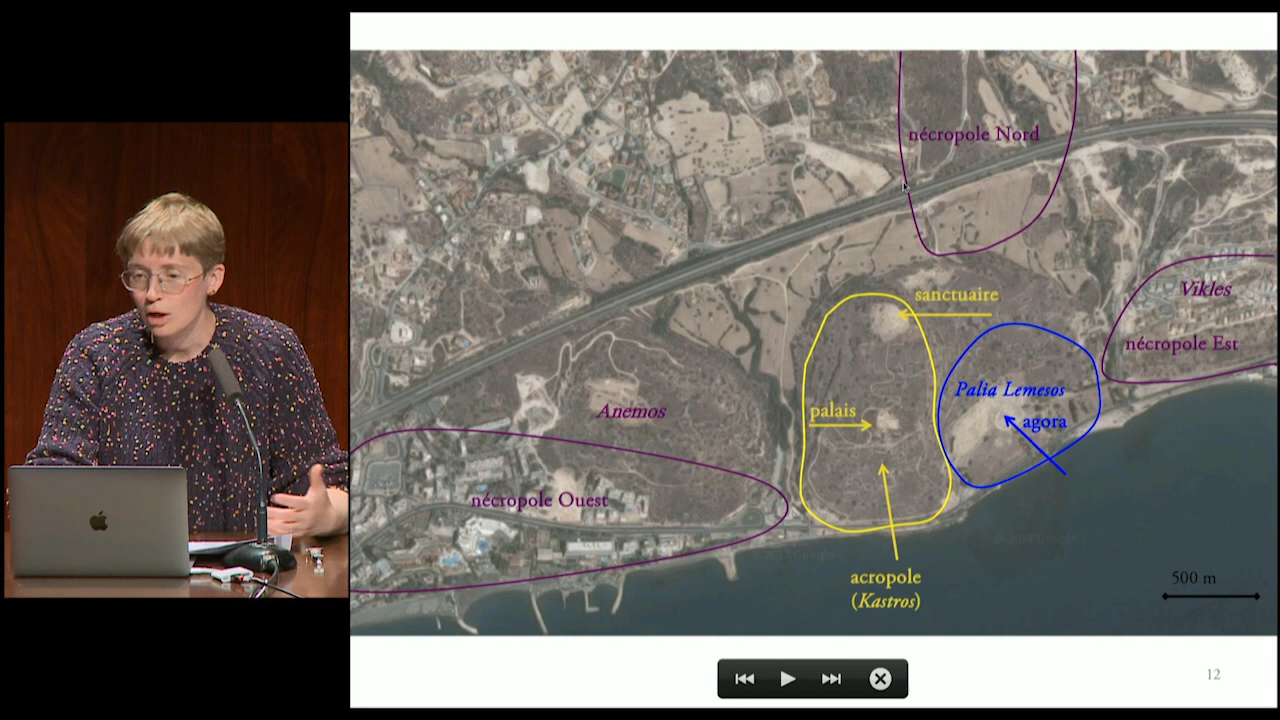 nécropole Nord
sanctuaire
Vikles
nécropole Est
Palia Lemesos
agora
palais
Anemos
nécropole Ouest
acropole
(Kastros)
500 m
12